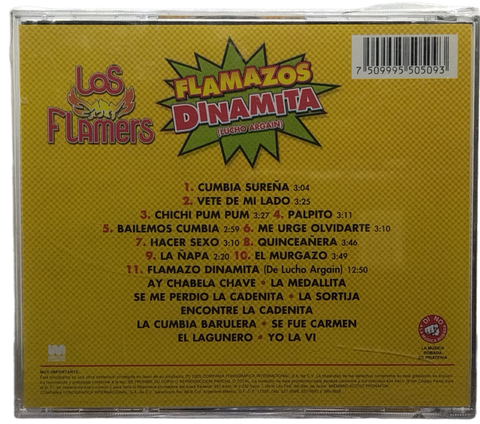 LOS
FLAMERS
FLAMAZOS
DINAMITA
(LUCHO ARGAIN)
7 509995 505093
1. CUMBIA SUREÑA 3:04
2. VETE DE MI LADO 3:25
3. CHICHI PUM PUM 3:27 4. PALPITO 3:11
5. BAILEMOS CUMBIA 2:59 6. ME URGE OLVIDARTE 3:10
7. HACER SEXO 3:10 8. QUINCEAÑERA 3:46
9. LA ÑAPA 2:20 10. EL MURGAZO 3:49
11. FLAMAZO DINAMITA (De Lucho Argain) 12:50
AY CHABELA CHAVE • LA MEDALLITA
SE ME PERDIO LA CADENITA • LA SORTIJA
ENCONTRE LA CADENITA
LA CUMBIA BARULERA • SE FUE CARMEN
EL LAGUNERO • YO LA VI
DI NO
LA MUSICA
ROBADA
ES PIRATERIA
MUY IMPORTANTE: